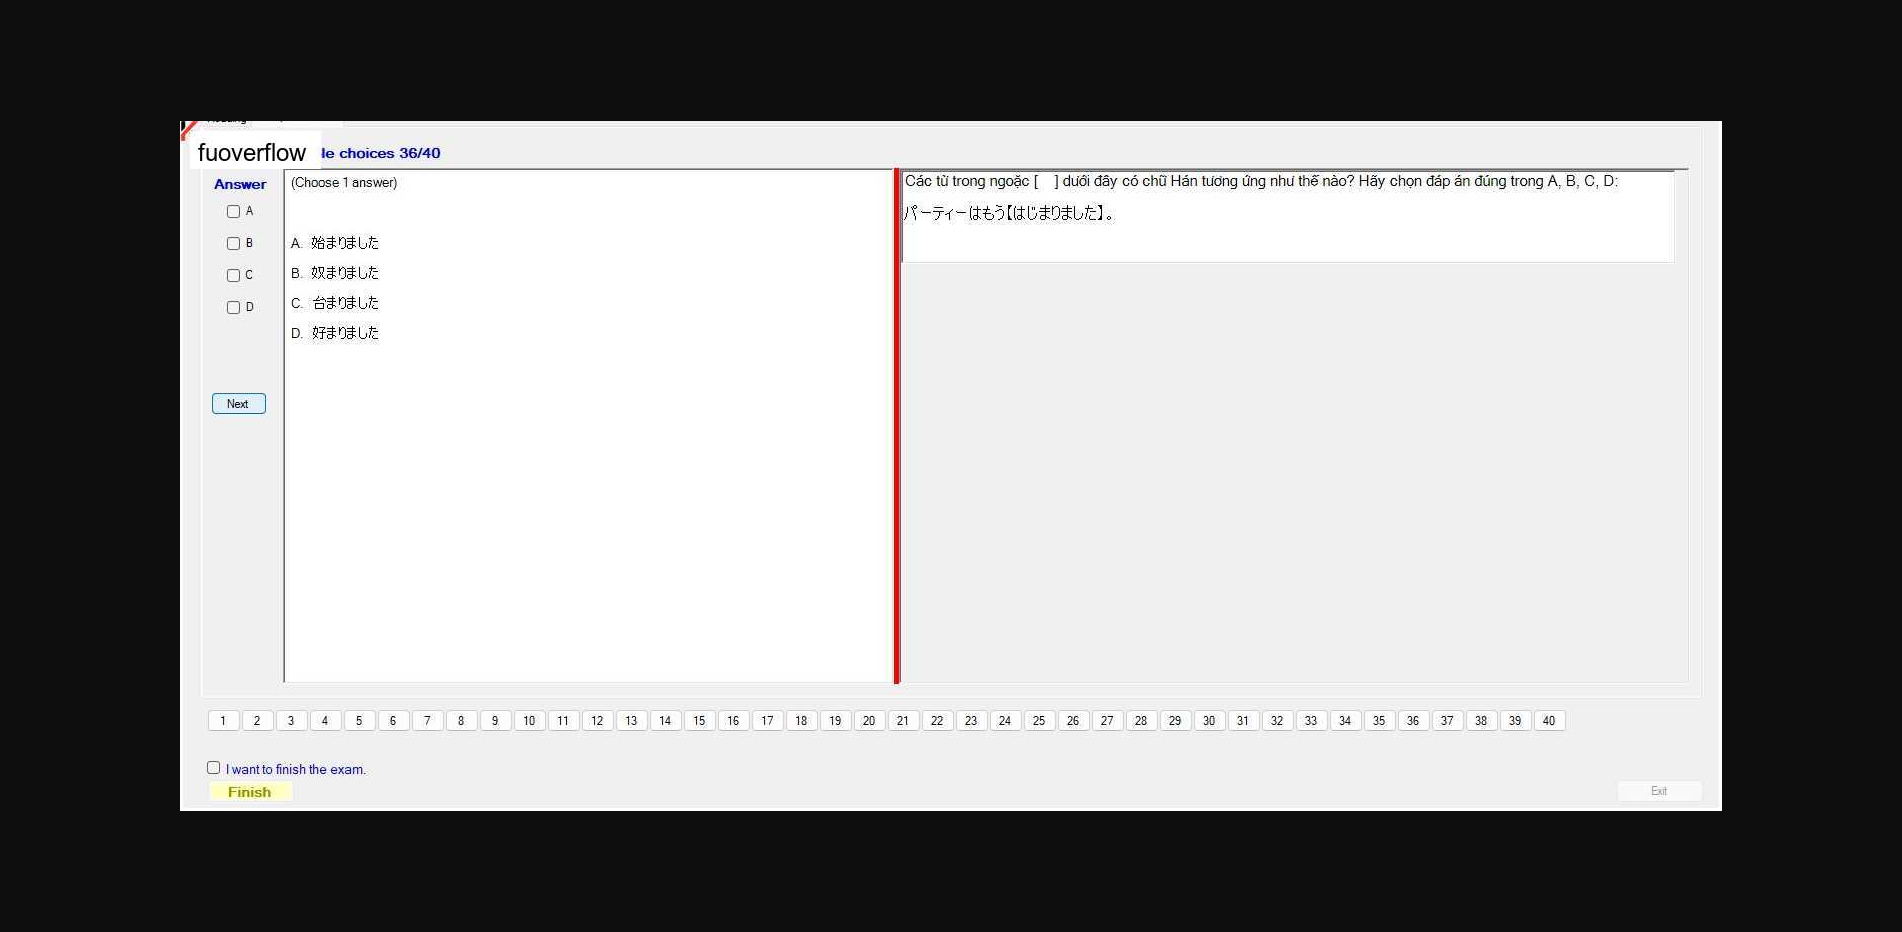 fuoverflow
le choices 36/40
Answer
(Choose 1 answer)
A
B
C
D
A. 始まりました
B. 奴まりました
C. 台まりました
D. 好まりました
Next
Các từ trong ngoặc [ ] dưới đây có chữ Hán tương ứng như thế nào? Hãy chọn đáp án đúng trong A, B, C, D:
パーティーはもう【はじまりました】。
1 2 3 4 5 6 7 8 9 10 11 12 13 14 15 16 17 18 19 20 21 22 23 24 25 26 27 28 29 30 31 32 33 34 35 36 37 38 39 40
I want to finish the exam.
Finish
Exit